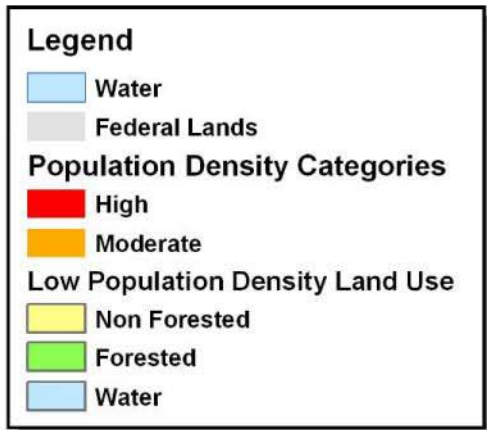 Legend
Water
Federal Lands
Population Density Categories
High
Moderate
Low Population Density Land Use
Non Forested
Forested
Water